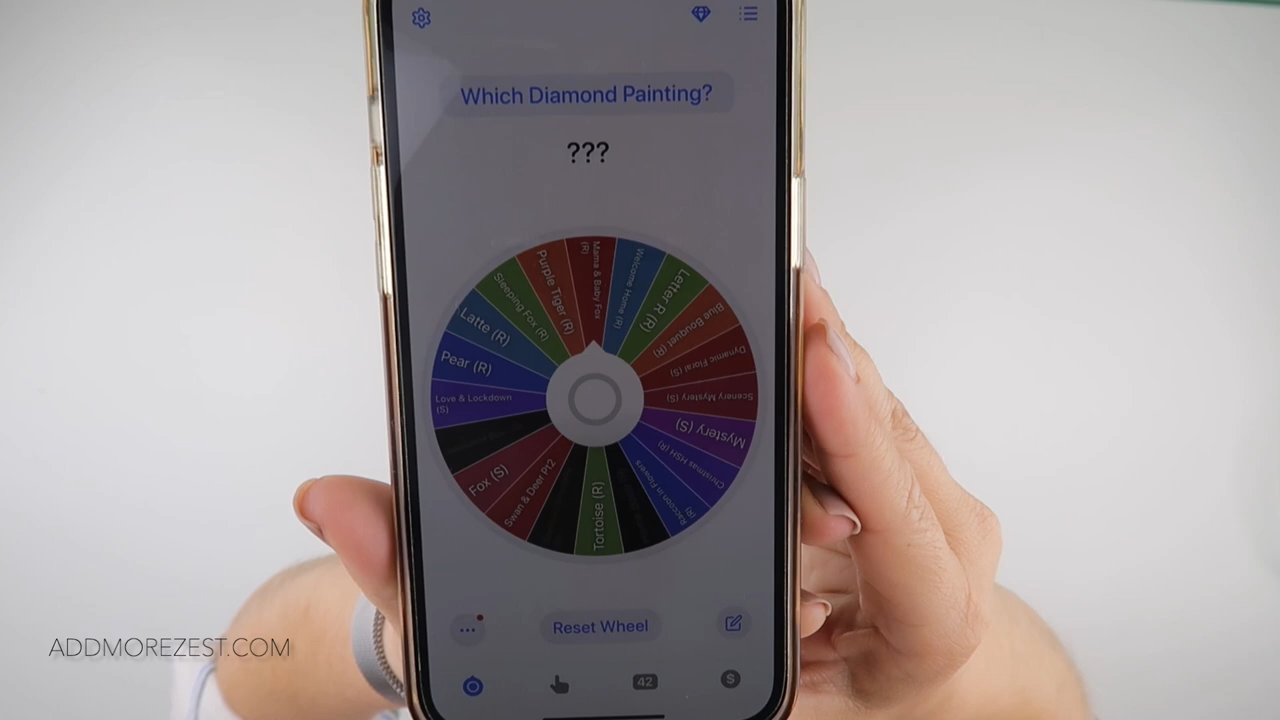 Which Diamond Painting?
???
Mama & Baby Fox
(R)
Welcome Home (R)
Letter R (R)
Blue Bouquet (R)
Dynamic Floral (S)
Scenery Mystery (S)
Mystery (S)
Christmas HSH (R)
Raccoon in Flowers
(R)
Tortoise (R)
Swan & Deer Pt2
Fox (S)
Love & Lockdown
(S)
Pear (R)
Latte (R)
Sleeping Fox (R)
Purple Tiger (R)
Reset Wheel
42
$
ADDMOREZEST.COM